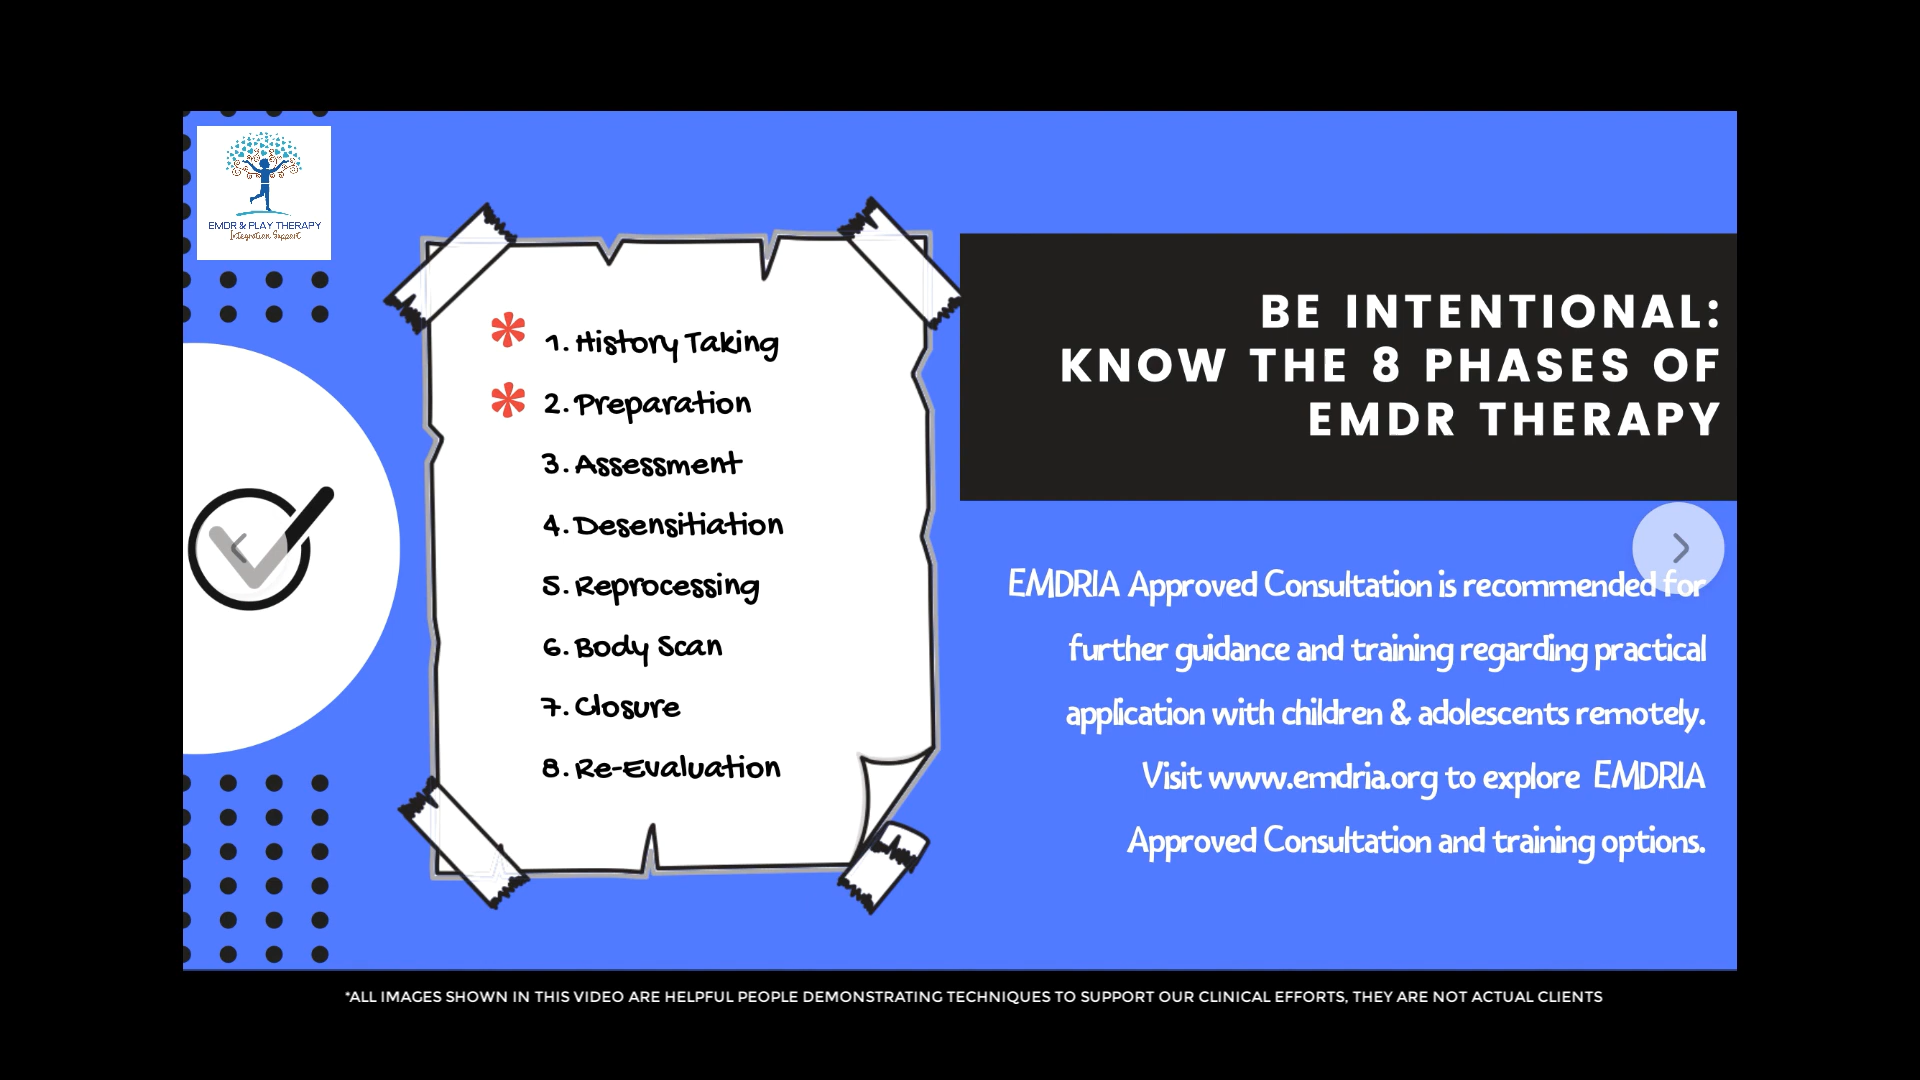 EMDR & PLAY THERAPY
Integration Support
* 1. History Taking
* 2. Preparation
3. Assessment
4. Desensitiation
5. Reprocessing
6. Body Scan
7. Closure
8. Re-Evaluation
BE INTENTIONAL:
KNOW THE 8 PHASES OF
EMDR THERAPY
EMDRIA Approved Consultation is recommended for
further guidance and training regarding practical
application with children & adolescents remotely.
Visit www.emdria.org to explore EMDRIA
Approved Consultation and training options.
*ALL IMAGES SHOWN IN THIS VIDEO ARE HELPFUL PEOPLE DEMONSTRATING TECHNIQUES TO SUPPORT OUR CLINICAL EFFORTS, THEY ARE NOT ACTUAL CLIENTS